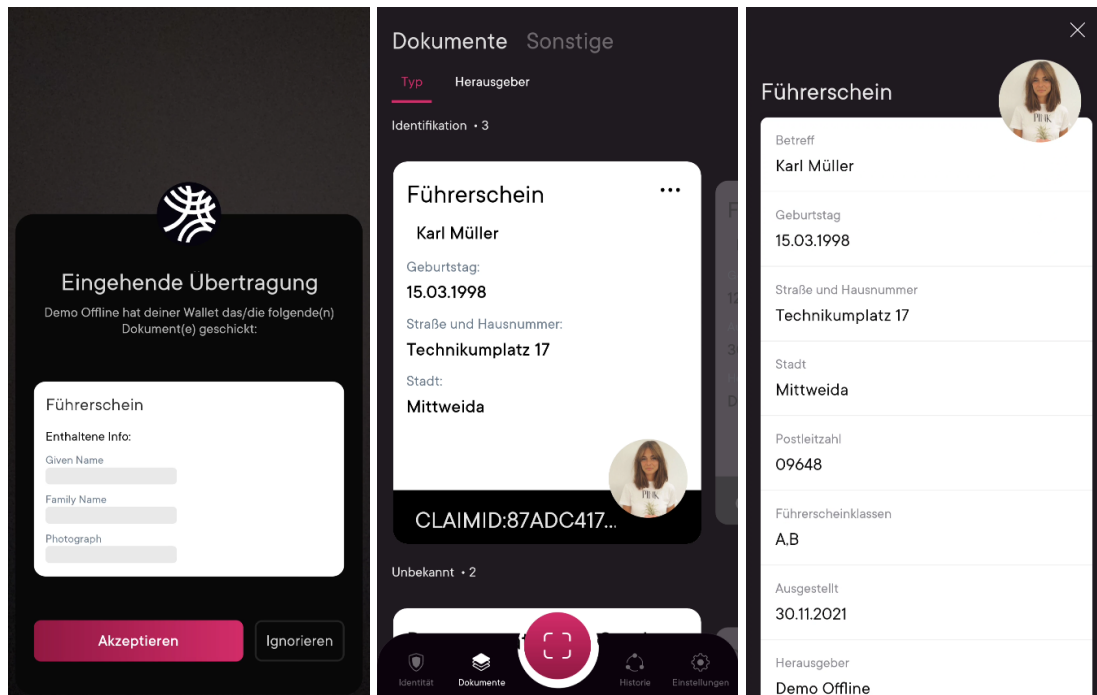 Eingehende Übertragung
Demo Offline hat deiner Wallet das/die folgende(n)
Dokument(e) geschickt:
Führerschein
Enthaltene Info:
Given Name
Family Name
Photograph
Akzeptieren
Ignorieren
Dokumente
Sonstige
Typ
Herausgeber
Identifikation • 3
Führerschein
Karl Müller
Geburtstag:
15.03.1998
Straße und Hausnummer:
Technikumplatz 17
Stadt:
Mittweida
CLAIMID:87ADC417...
Unbekannt • 2
Identität
Dokumente
Historie
Einstellungen
Führerschein
Betreff
Karl Müller
Geburtstag
15.03.1998
Straße und Hausnummer
Technikumplatz 17
Stadt
Mittweida
Postleitzahl
09648
Führerscheinklassen
A,B
Ausgestellt
30.11.2021
Herausgeber
Demo Offline